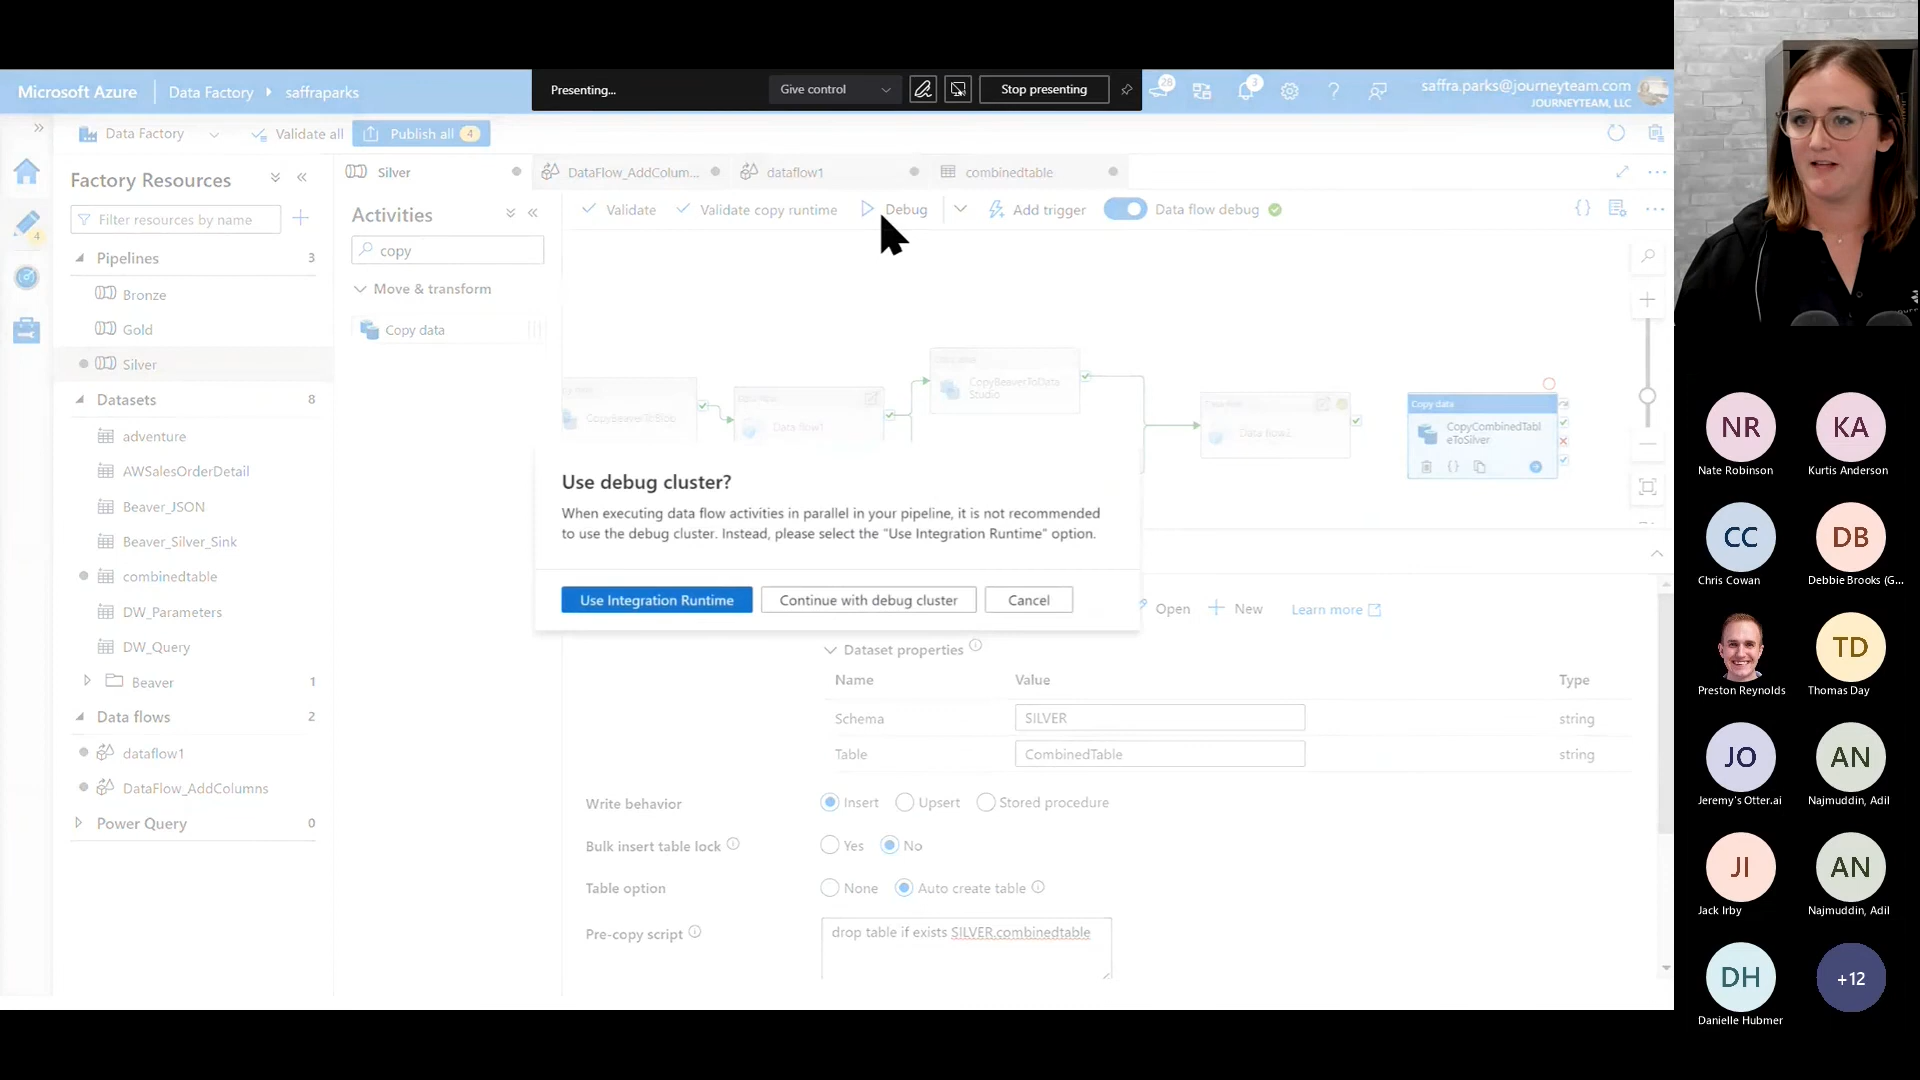 Microsoft Azure
Data Factory
saffraparks
Presenting...
Give control
Stop presenting
28
3
saffra.parks@journeyteam.com
JOURNEYTEAM, LLC
Data Factory
Validate all
Publish all
4
Factory Resources
Filter resources by name
4
Pipelines
3
Bronze
Gold
Silver
Datasets
8
adventure
AWSalesOrderDetail
Beaver_JSON
Beaver_Silver_Sink
combinedtable
DW_Parameters
DW_Query
Beaver
1
Data flows
2
dataflow1
DataFlow_AddColumns
Power Query
0
Silver
DataFlow_AddColum...
dataflow1
combinedtable
Activities
copy
Move & transform
Copy data
Validate
Validate copy runtime
Debug
Add trigger
Data flow debug
CopyBeaverToBlob
Data flow1
CopyBeaverToData
Studio
Copy data
CopyCombinedTabl
eToSilver
Use debug cluster?
When executing data flow activities in parallel in your pipeline, it is not recommended
to use the debug cluster. Instead, please select the "Use Integration Runtime" option.
Use Integration Runtime
Continue with debug cluster
Cancel
Open
New
Learn more
Dataset properties
Name
Value
Type
Schema
SILVER
string
Table
CombinedTable
string
Write behavior
Insert
Upsert
Stored procedure
Bulk insert table lock
Yes
No
Table option
None
Auto create table
Pre-copy script
drop table if exists SILVER.combinedtable
NR
Nate Robinson
KA
Kurtis Anderson
CC
Chris Cowan
DB
Debbie Brooks (G...
Preston Reynolds
TD
Thomas Day
JO
Jeremy's Otter.ai
AN
Najmuddin, Adil
JI
Jack Irby
AN
Najmuddin, Adil
DH
Danielle Hubmer
+12